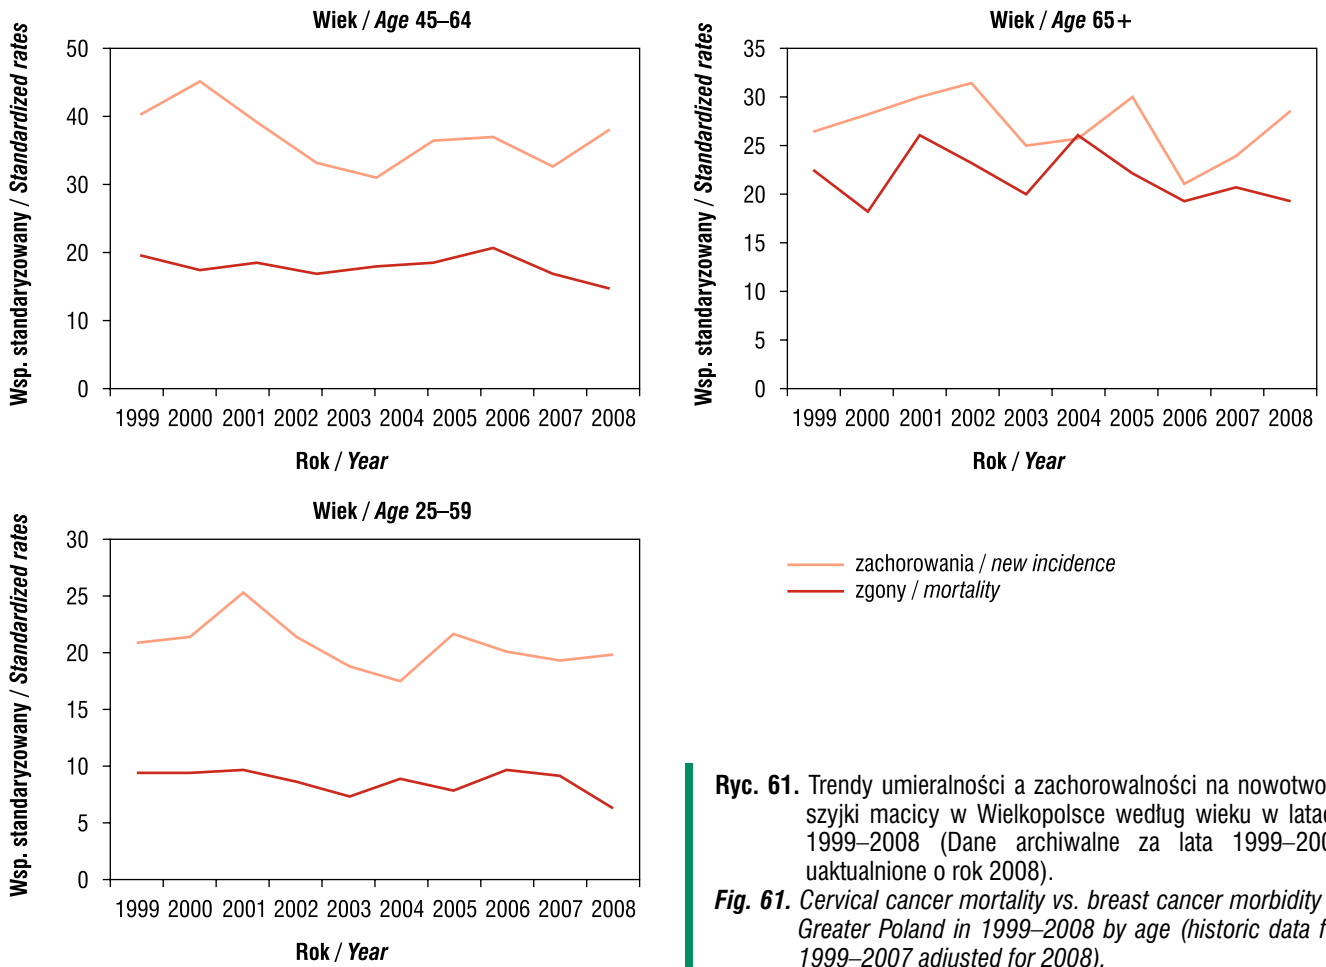 Wiek / Age 45–64
Wsp. standaryzowany / Standardized rates
50
40
30
20
10
0
1999 2000 2001 2002 2003 2004 2005 2006 2007 2008
Rok / Year
Wiek / Age 65+
Wsp. standaryzowany / Standardized rates
35
30
25
20
15
10
5
0
1999 2000 2001 2002 2003 2004 2005 2006 2007 2008
Rok / Year
Wiek / Age 25–59
Wsp. standaryzowany / Standardized rates
30
25
20
15
10
5
0
1999 2000 2001 2002 2003 2004 2005 2006 2007 2008
Rok / Year
zachorowania / new incidence
zgony / mortality
Ryc. 61. Trendy umieralności a zachorowalności na nowotwo
szyjki macicy w Wielkopolsce według wieku w latac
1999–2008 (Dane archiwalne za lata 1999–200
uaktualnione o rok 2008).
Fig. 61. Cervical cancer mortality vs. breast cancer morbidity
Greater Poland in 1999–2008 by age (historic data f
1999–2007 adjusted for 2008).